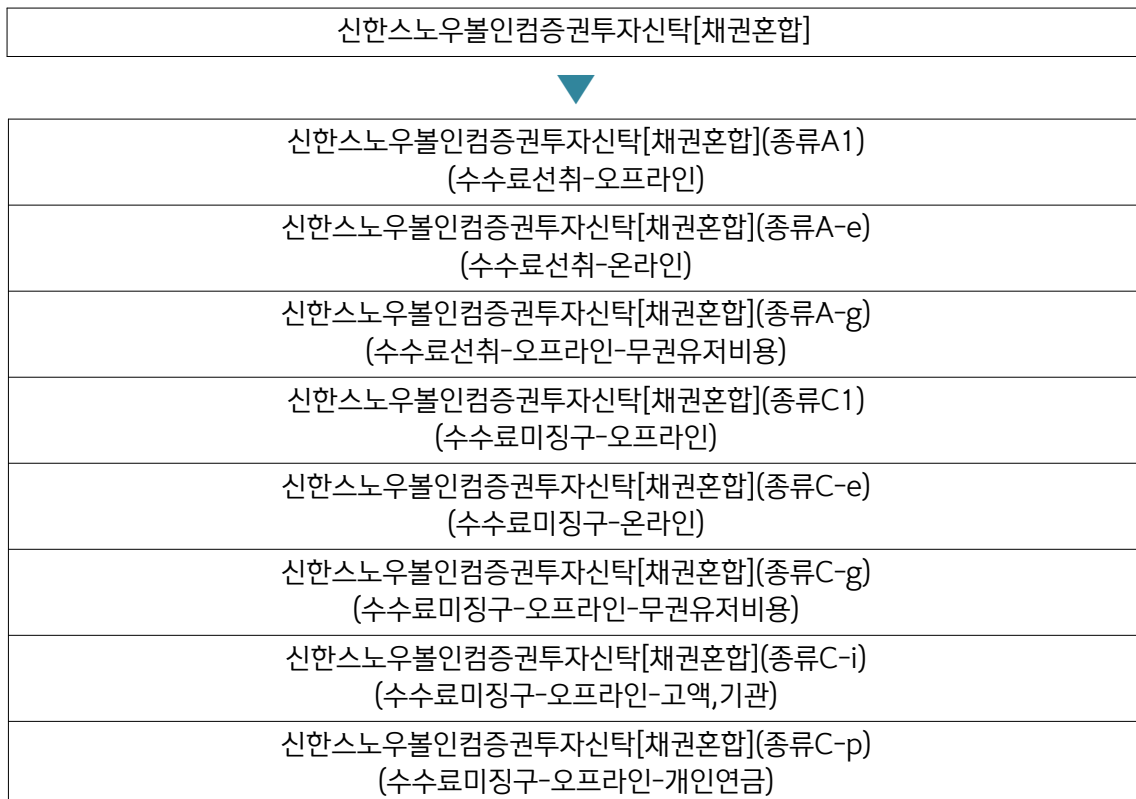 신한스노우볼인컴증권투자신탁[채권혼합]
신한스노우볼인컴증권투자신탁[채권혼합](종류A1)
(수수료선취-오프라인)
신한스노우볼인컴증권투자신탁[채권혼합](종류A-e)
(수수료선취-온라인)
신한스노우볼인컴증권투자신탁[채권혼합](종류A-g)
(수수료선취-오프라인-무권유저비용)
신한스노우볼인컴증권투자신탁[채권혼합](종류C1)
(수수료미징구-오프라인)
신한스노우볼인컴증권투자신탁[채권혼합](종류C-e)
(수수료미징구-온라인)
신한스노우볼인컴증권투자신탁[채권혼합](종류C-g)
(수수료미징구-오프라인-무권유저비용)
신한스노우볼인컴증권투자신탁[채권혼합](종류C-i)
(수수료미징구-오프라인-고액,기관)
신한스노우볼인컴증권투자신탁[채권혼합](종류C-p)
(수수료미징구-오프라인-개인연금)